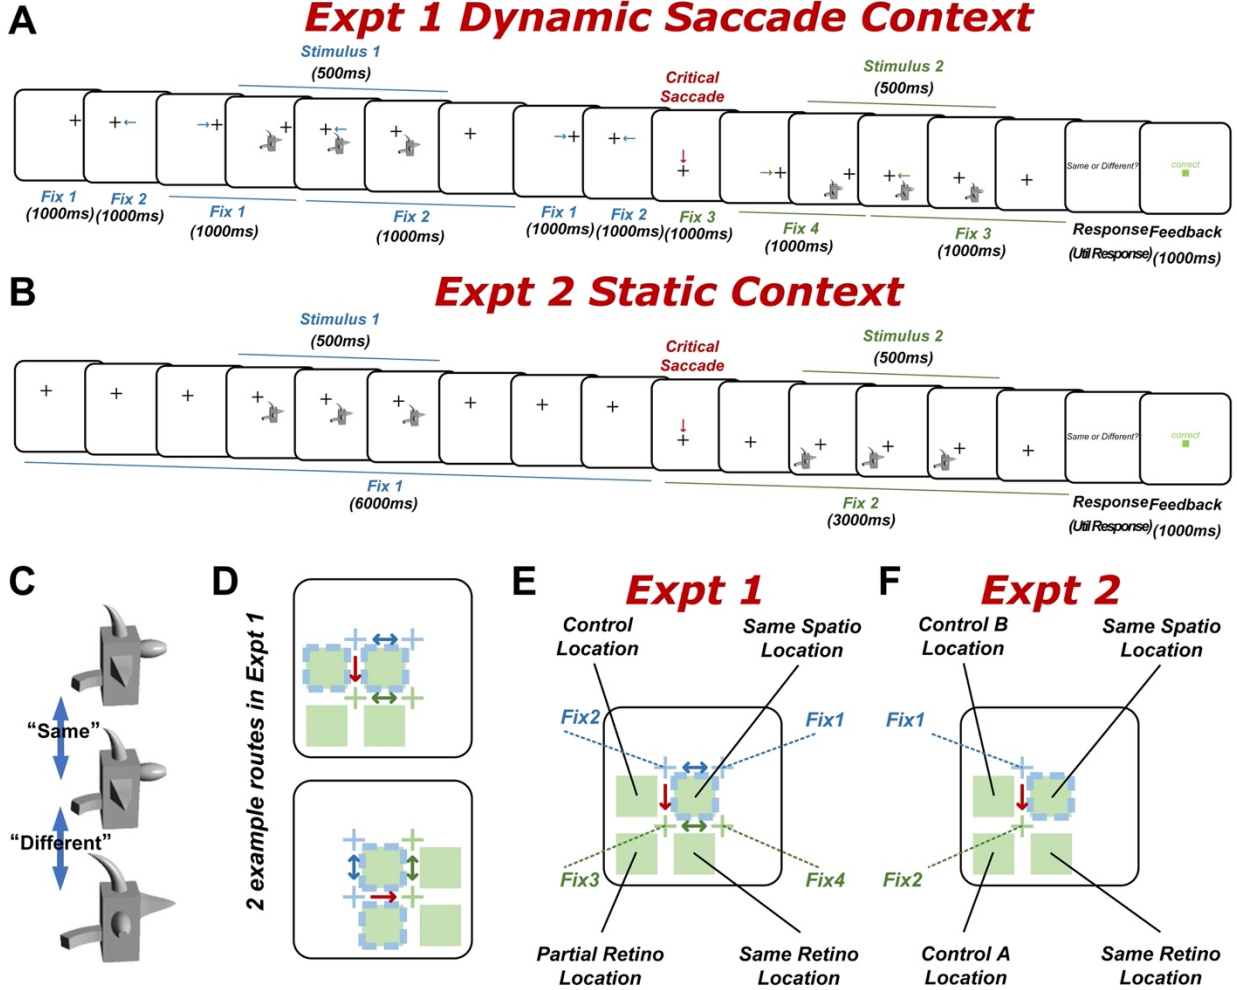 A
Expt 1 Dynamic Saccade Context
Stimulus 1
(500ms)
Critical
Saccade
Stimulus 2
(500ms)
Same or Different?
correct
Fix 1
(1000ms)
Fix 2
(1000ms)
Fix 1
(1000ms)
Fix 2
(1000ms)
Fix 1
(1000ms)
Fix 2
(1000ms)
Fix 3
(1000ms)
Fix 4
(1000ms)
Fix 3
(1000ms)
Response
(Util Response)
Feedback
(1000ms)
B
Expt 2 Static Context
Stimulus 1
(500ms)
Critical
Saccade
Stimulus 2
(500ms)
Same or Different?
correct
Fix 1
(6000ms)
Fix 2
(3000ms)
Response
(Util Response)
Feedback
(1000ms)
C
“Same”
“Different”
D
2 example routes in Expt 1
E
Expt 1
Control
Location
Same Spatio
Location
Fix2
Fix1
Fix3
Fix4
Partial Retino
Location
Same Retino
Location
F
Expt 2
Control B
Location
Same Spatio
Location
Fix1
Fix2
Control A
Location
Same Retino
Location